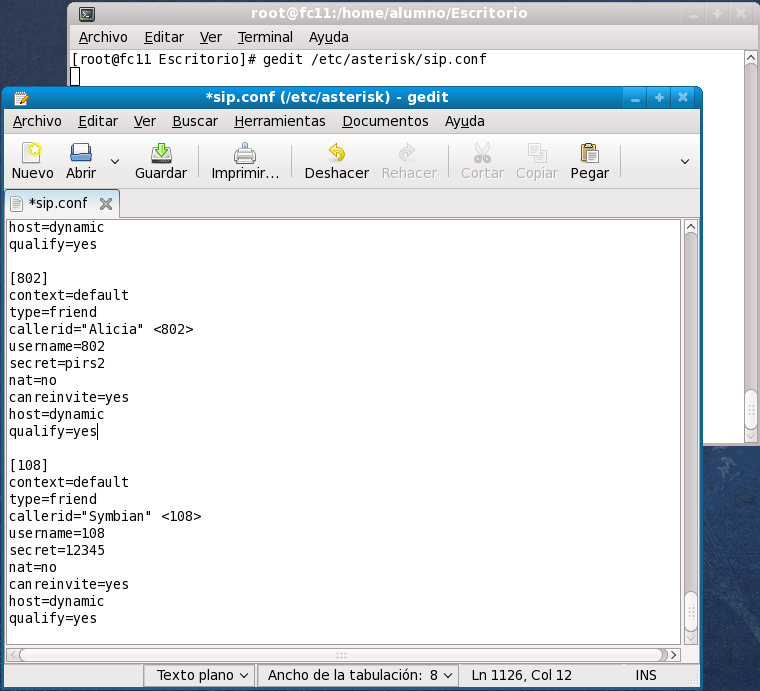 root@fc11:/home/alumno/Escritorio
Archivo Editar Ver Terminal Ayuda
[root@fc11 Escritorio]# gedit /etc/asterisk/sip.conf
*sip.conf (/etc/asterisk) - gedit
Archivo Editar Ver Buscar Herramientas Documentos Ayuda
Nuevo Abrir Guardar Imprimir... Deshacer Rehacer Cortar Copiar Pegar
*sip.conf
host=dynamic
qualify=yes
[802]
context=default
type=friend
callerid="Alicia" <802>
username=802
secret=pirs2
nat=no
canreinvite=yes
host=dynamic
qualify=yes
[108]
context=default
type=friend
callerid="Symbian" <108>
username=108
secret=12345
nat=no
canreinvite=yes
host=dynamic
qualify=yes
Texto plano Ancho de la tabulación: 8 Ln 1126, Col 12 INS